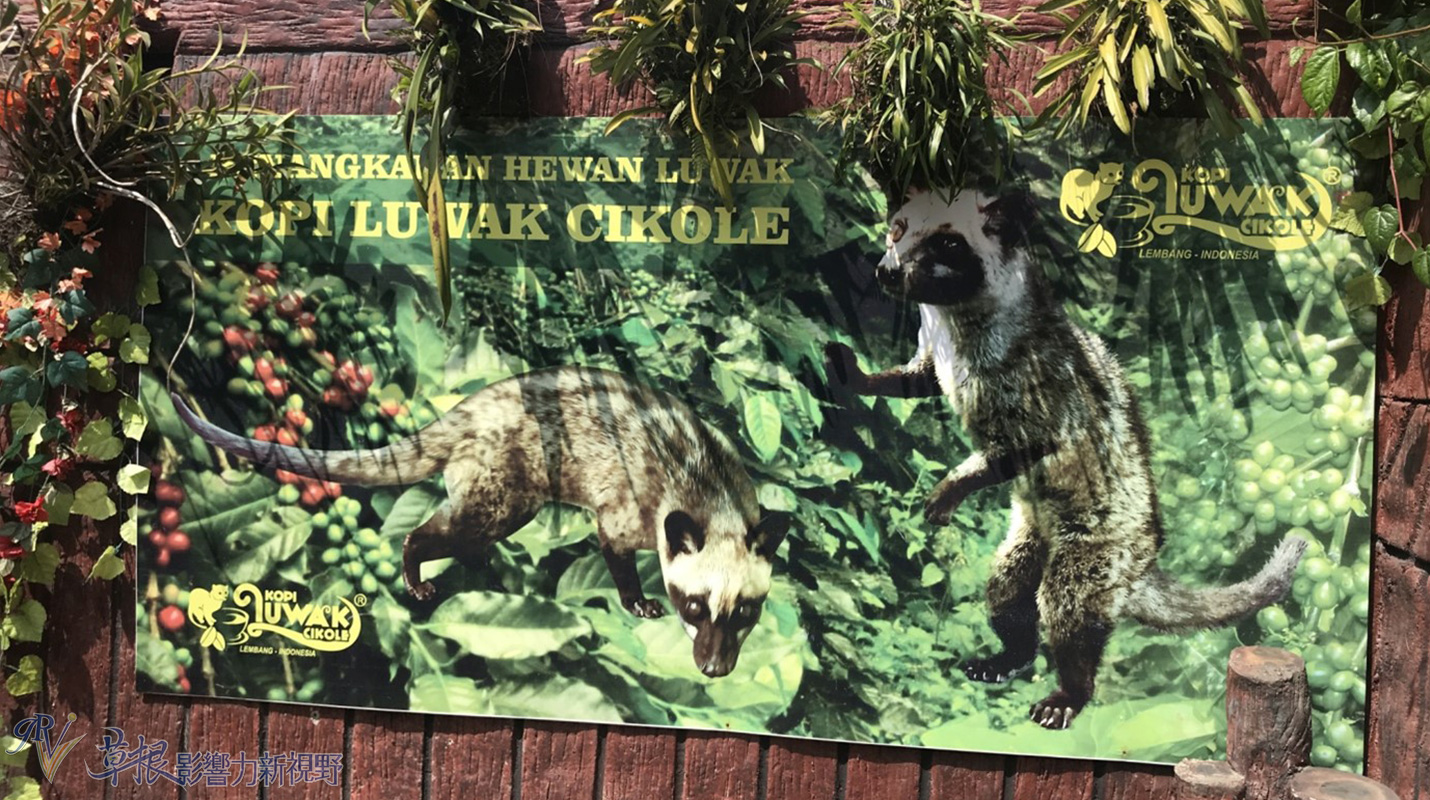 HEWAN LUWAK
KOPI LUWAK CIKOLE
KOPI
LUWAK®
CIKOLE
LEMBANG - INDONESIA
KOPI
LUWAK®
CIKOLE
LEMBANG - INDONESIA
草根影響力新視野